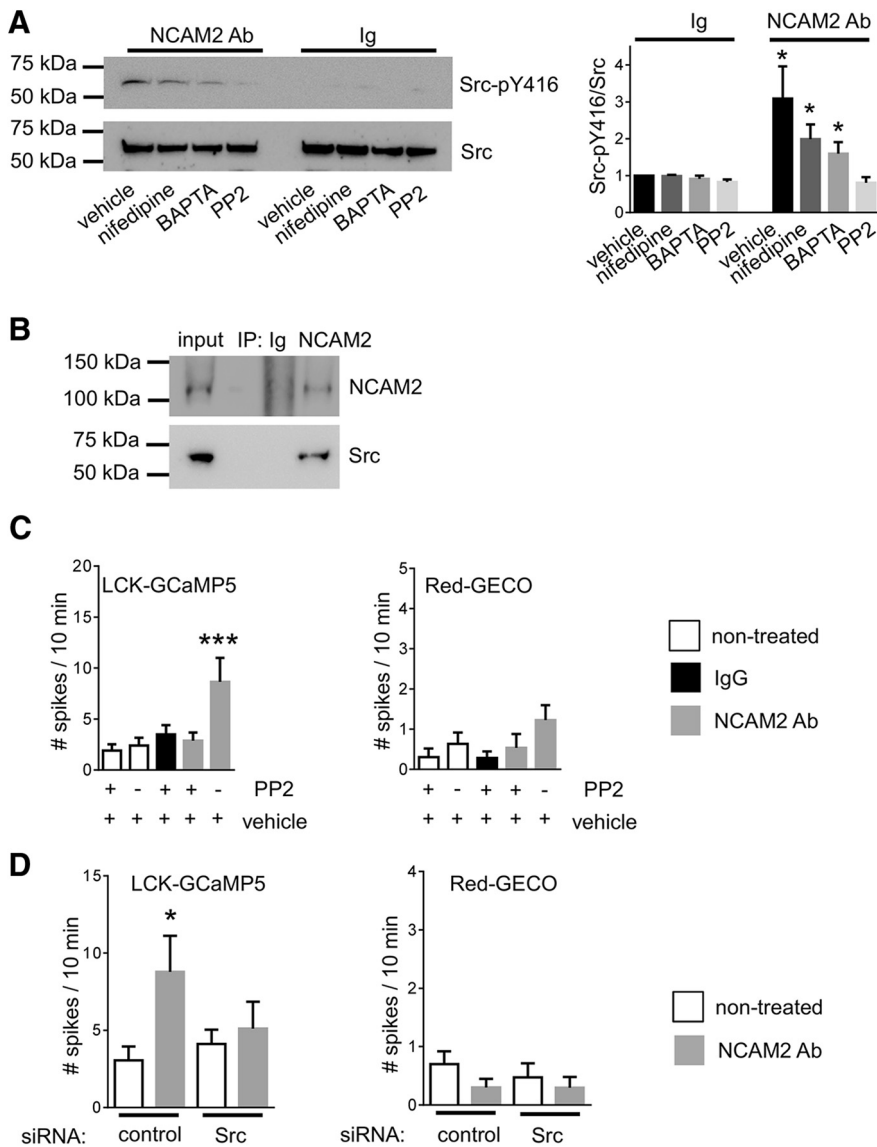 A
NCAM2 Ab
Ig
75 kDa
50 kDa
Src-pY416
75 kDa
50 kDa
Src
vehicle
nifedipine
BAPTA
PP2
vehicle
nifedipine
BAPTA
PP2
Ig
NCAM2 Ab
Src-pY416/Src
4
3
2
1
0
*
*
*
vehicle
nifedipine
BAPTA
PP2
vehicle
nifedipine
BAPTA
PP2
B
input IP: Ig NCAM2
150 kDa
100 kDa
NCAM2
75 kDa
50 kDa
Src
C
LCK-GCaMP5
# spikes / 10 min
20
15
10
5
0
***
+ - + + - PP2
+ + + + + vehicle
Red-GECO
# spikes / 10 min
5
4
3
2
1
0
+ - + + - PP2
+ + + + + vehicle
non-treated
IgG
NCAM2 Ab
D
LCK-GCaMP5
# spikes / 10 min
15
10
5
0
*
siRNA: control Src
Red-GECO
# spikes / 10 min
4
3
2
1
0
siRNA: control Src
non-treated
NCAM2 Ab